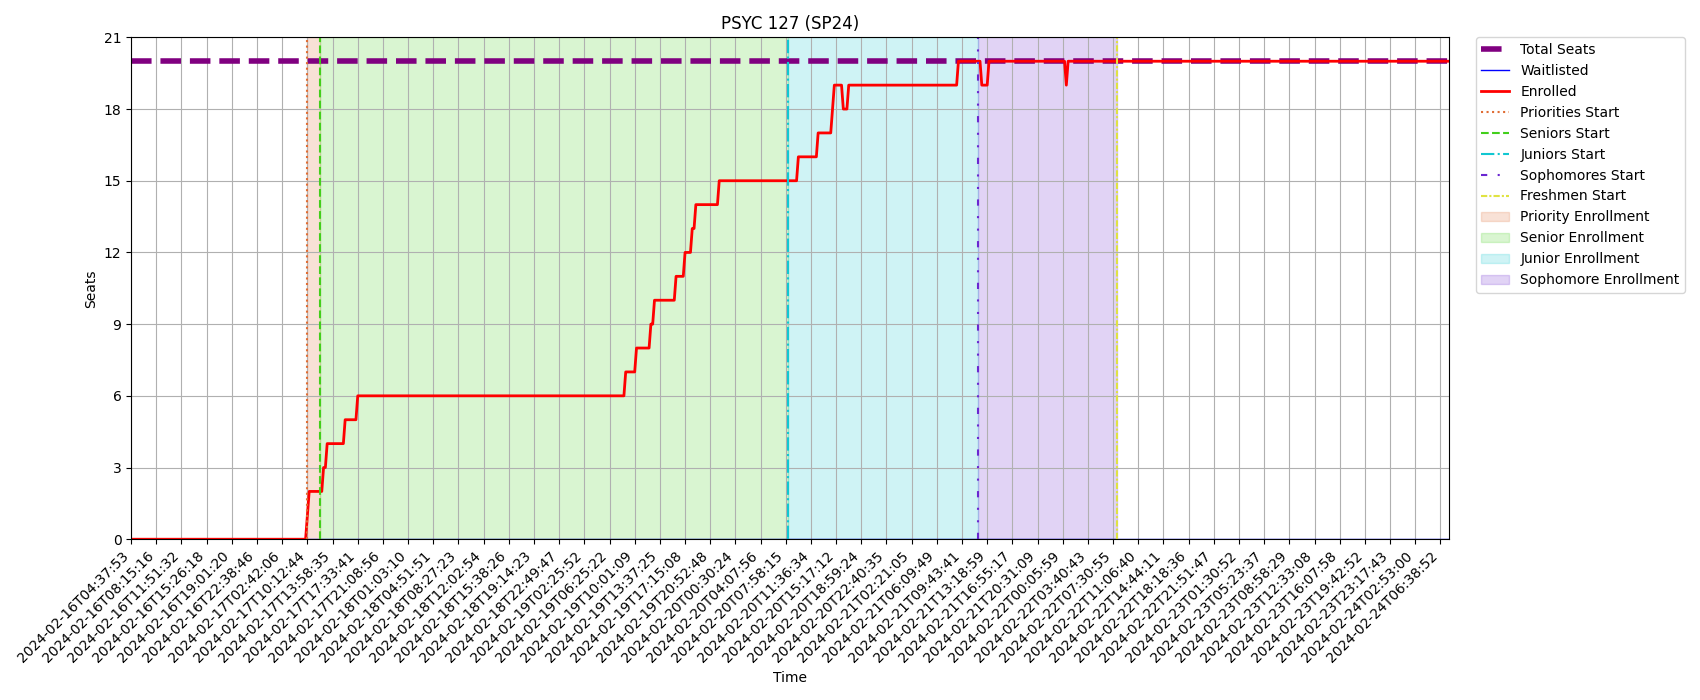 PSYC 127 (SP24)
21
18
15
12
9
6
3
0
Seats
2024-02-16T04:37:53
2024-02-16T08:15:16
2024-02-16T11:51:32
2024-02-16T15:26:18
2024-02-16T19:01:20
2024-02-16T22:38:46
2024-02-17T02:42:06
2024-02-17T10:12:44
2024-02-17T13:58:35
2024-02-17T17:33:41
2024-02-17T21:08:56
2024-02-18T01:03:10
2024-02-18T04:51:51
2024-02-18T08:27:23
2024-02-18T12:02:54
2024-02-18T15:38:26
2024-02-18T19:14:23
2024-02-18T22:49:47
2024-02-19T02:25:52
2024-02-19T06:25:22
2024-02-19T10:01:09
2024-02-19T13:37:25
2024-02-19T17:15:08
2024-02-19T20:52:48
2024-02-20T00:30:24
2024-02-20T04:07:56
2024-02-20T07:58:15
2024-02-20T11:36:34
2024-02-20T15:17:12
2024-02-20T18:59:24
2024-02-20T22:40:35
2024-02-21T02:21:05
2024-02-21T06:09:49
2024-02-21T09:43:41
2024-02-21T13:18:59
2024-02-21T16:55:17
2024-02-21T20:31:09
2024-02-22T00:05:59
2024-02-22T03:40:43
2024-02-22T07:30:55
2024-02-22T11:06:40
2024-02-22T14:44:11
2024-02-22T18:18:36
2024-02-22T21:51:47
2024-02-23T01:30:52
2024-02-23T05:23:37
2024-02-23T08:58:29
2024-02-23T12:33:08
2024-02-23T16:07:58
2024-02-23T19:42:52
2024-02-23T23:17:43
2024-02-24T02:53:00
2024-02-24T06:38:52
Time
Total Seats
Waitlisted
Enrolled
Priorities Start
Seniors Start
Juniors Start
Sophomores Start
Freshmen Start
Priority Enrollment
Senior Enrollment
Junior Enrollment
Sophomore Enrollment